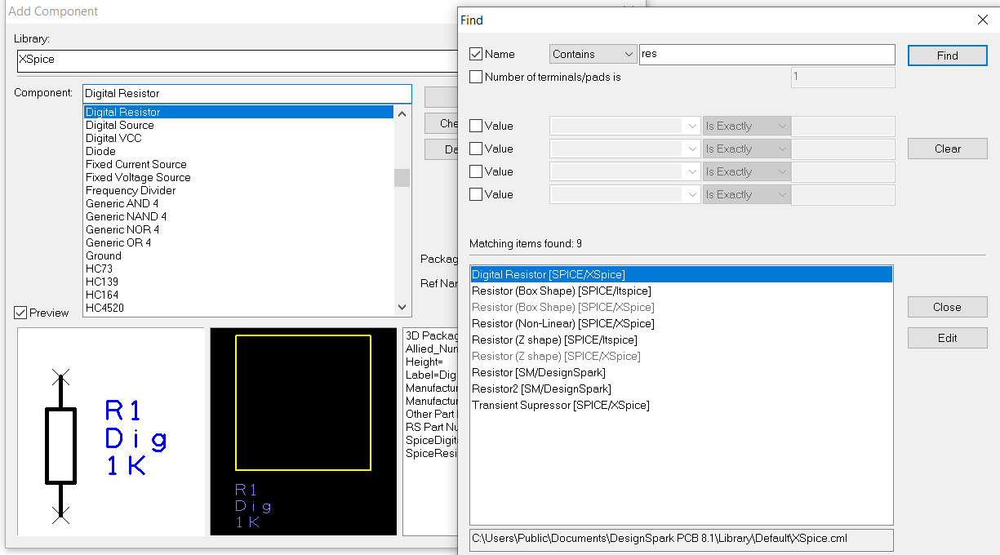 Add Component
Library:
XSpice
Component:
Digital Resistor
Digital Resistor
Digital Source
Digital VCC
Diode
Fixed Current Source
Fixed Voltage Source
Frequency Divider
Generic AND 4
Generic NAND 4
Generic NOR 4
Generic OR 4
Ground
HC73
HC139
HC164
HC4520
Che
Da
Packag
Ref Nar
Preview
R1
Dig
1K
R1
Dig
1K
3D Packag
Allied_Num
Height=
Label=Dig
Manufactur
Manufactur
Other Part
RS Part Nu
SpiceDigita
SpiceResi
Find
Name
Contains
res
Find
Number of terminals/pads is
1
Value
Is Exactly
Value
Is Exactly
Clear
Value
Is Exactly
Value
Is Exactly
Matching items found: 9
Digital Resistor [SPICE/XSpice]
Resistor (Box Shape) [SPICE/ltspice]
Resistor (Box Shape) [SPICE/XSpice]
Resistor (Non-Linear) [SPICE/XSpice]
Resistor (Z shape) [SPICE/ltspice]
Resistor (Z shape) [SPICE/XSpice]
Resistor [SM/DesignSpark]
Resistor2 [SM/DesignSpark]
Transient Supressor [SPICE/XSpice]
Close
Edit
C:\Users\Public\Documents\DesignSpark PCB 8.1\Library\Default\XSpice.cml